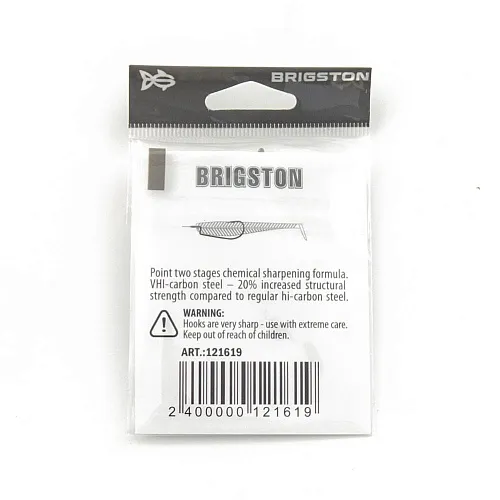 BRIGSTON
BRIGSTON
Point two stages chemical sharpening formula.
VHI-carbon steel – 20% increased structural
strength compared to regular hi-carbon steel.
WARNING:
Hooks are very sharp - use with extreme care.
Keep out of reach of children.
ART.:121619
2 400000 121619